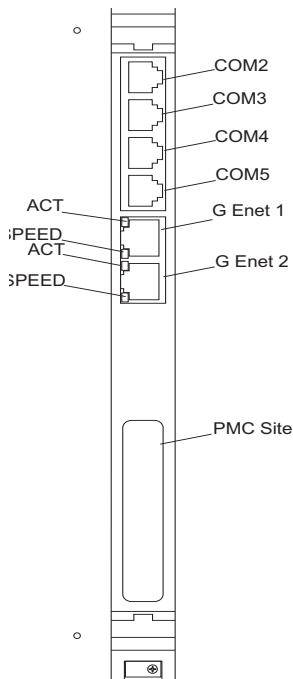 COM2
COM3
COM4
COM5
ACT
G Enet 1
SPEED
ACT
G Enet 2
SPEED
PMC Site